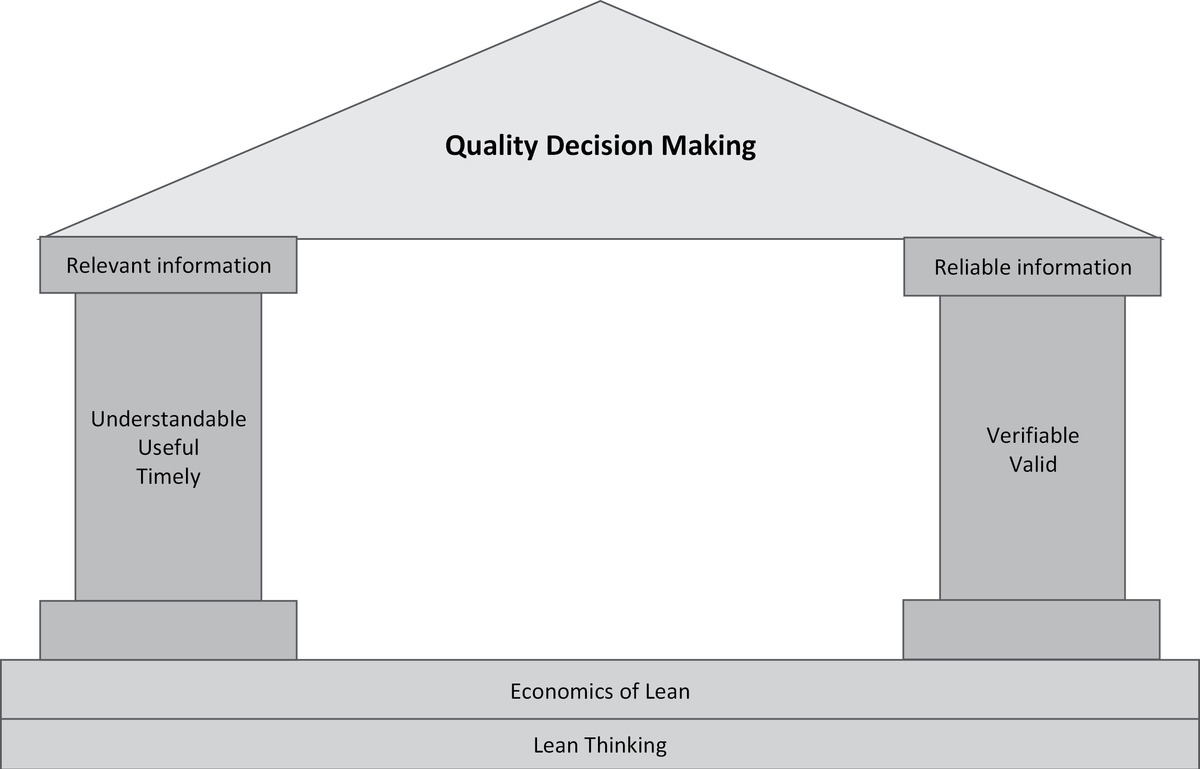 Quality Decision Making
Relevant information
Reliable information
Understandable
Useful
Timely
Verifiable
Valid
Economics of Lean
Lean Thinking